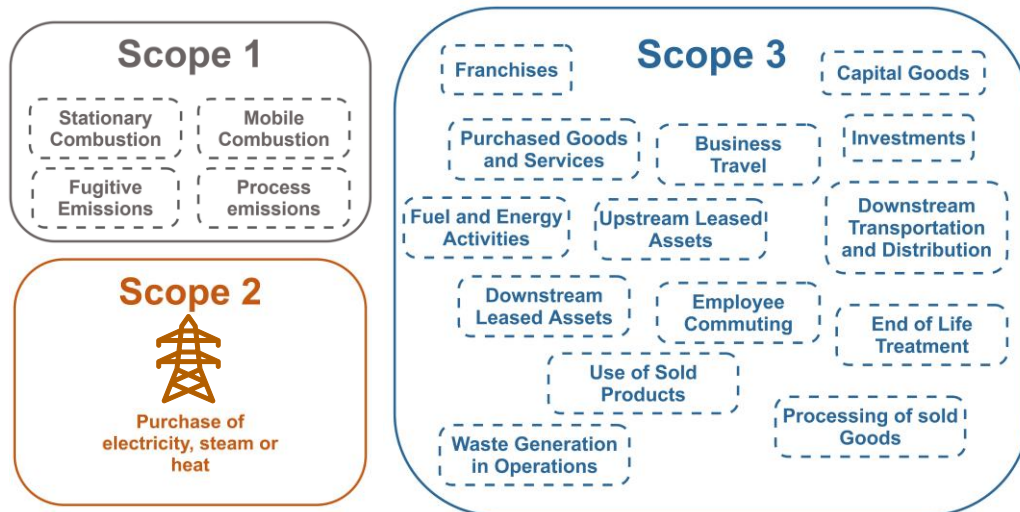 Scope 1
Stationary
Combustion
Mobile
Combustion
Fugitive
Emissions
Process
emissions
Scope 2
Purchase of
electricity, steam or
heat
Scope 3
Franchises
Capital Goods
Purchased Goods
and Services
Business
Travel
Investments
Fuel and Energy
Activities
Upstream Leased
Assets
Downstream
Transportation
and Distribution
Downstream
Leased Assets
Employee
Commuting
End of Life
Treatment
Use of Sold
Products
Processing of sold
Goods
Waste Generation
in Operations